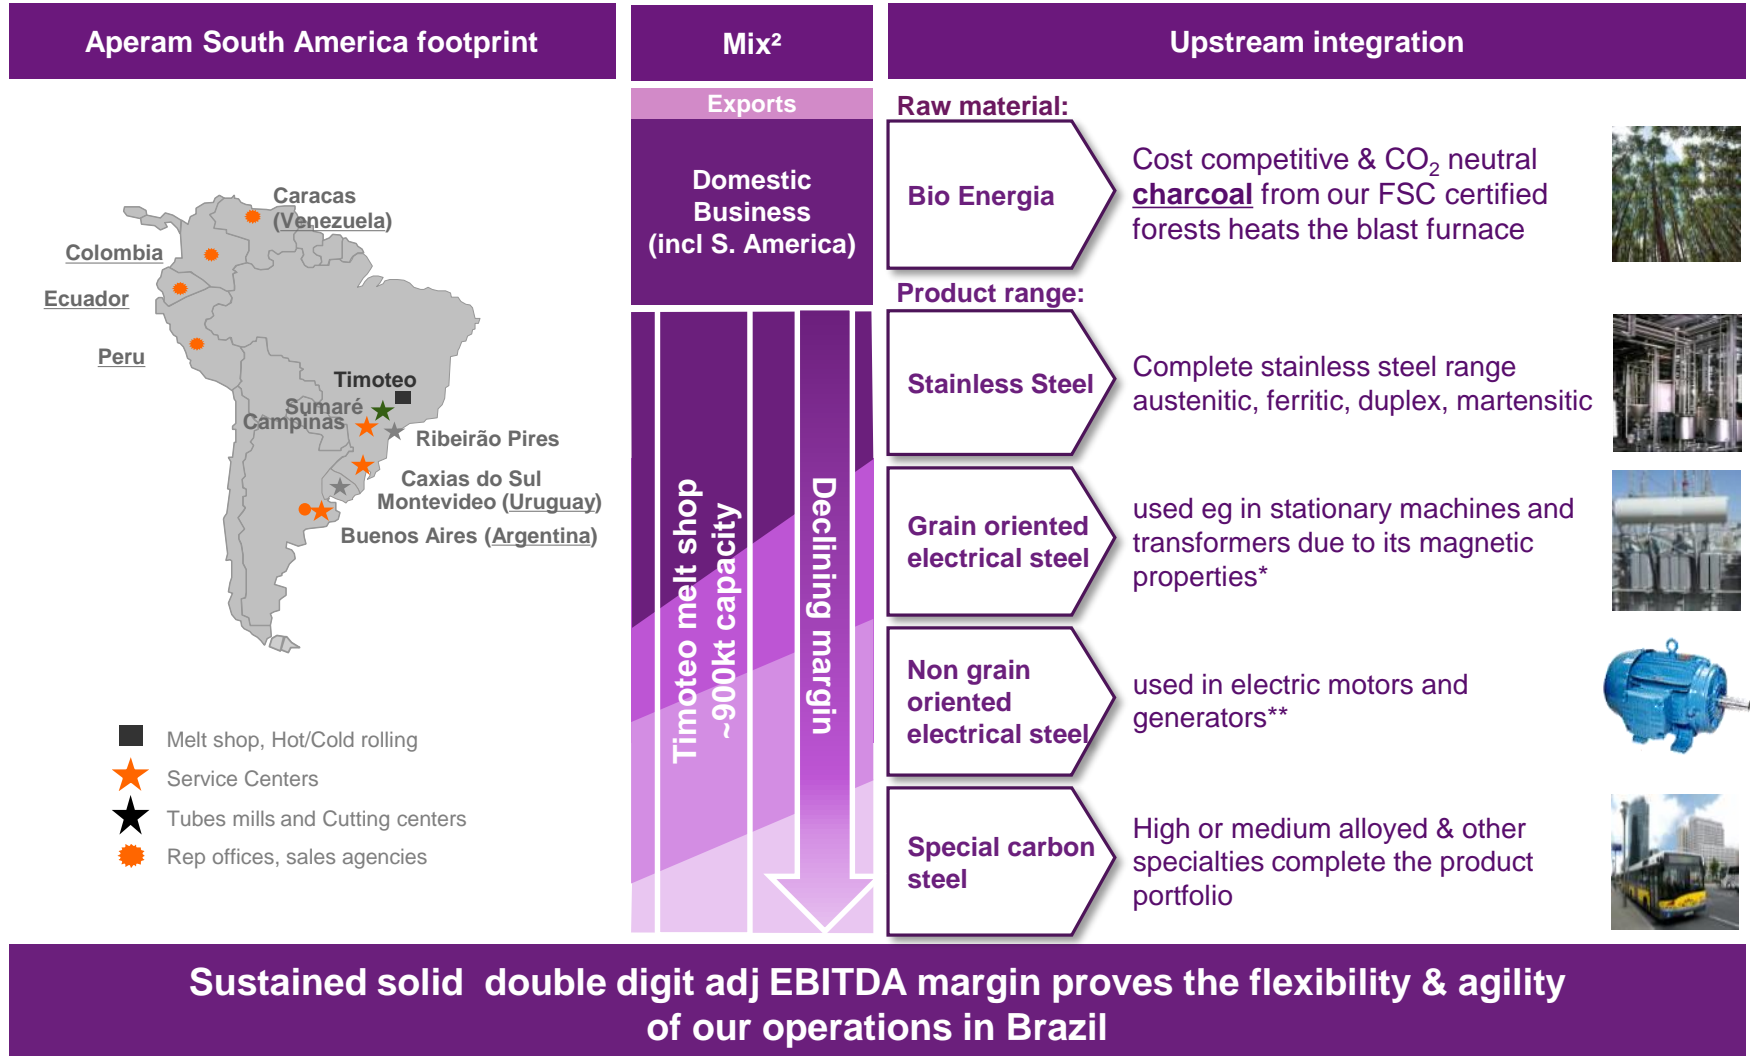 Aperam South America footprint
Mix²
Upstream integration
Caracas
(Venezuela)
Colombia
Ecuador
Peru
Timoteo
Sumaré
Campinas
Ribeirão Pires
Caxias do Sul
Montevideo (Uruguay)
Buenos Aires (Argentina)
Melt shop, Hot/Cold rolling
Service Centers
Tubes mills and Cutting centers
Rep offices, sales agencies
Exports
Domestic
Business
(incl S. America)
Timoteo melt shop
~900kt capacity
Declining margin
Raw material:
Bio Energia
Cost competitive & CO₂ neutral
charcoal from our FSC certified
forests heats the blast furnace
Product range:
Stainless Steel
Complete stainless steel range
austenitic, ferritic, duplex, martensitic
Grain oriented
electrical steel
used eg in stationary machines and
transformers due to its magnetic
properties*
Non grain
oriented
electrical steel
used in electric motors and
generators**
Special carbon
steel
High or medium alloyed & other
specialties complete the product
portfolio
Sustained solid  double digit adj EBITDA margin proves the flexibility & agility
of our operations in Brazil